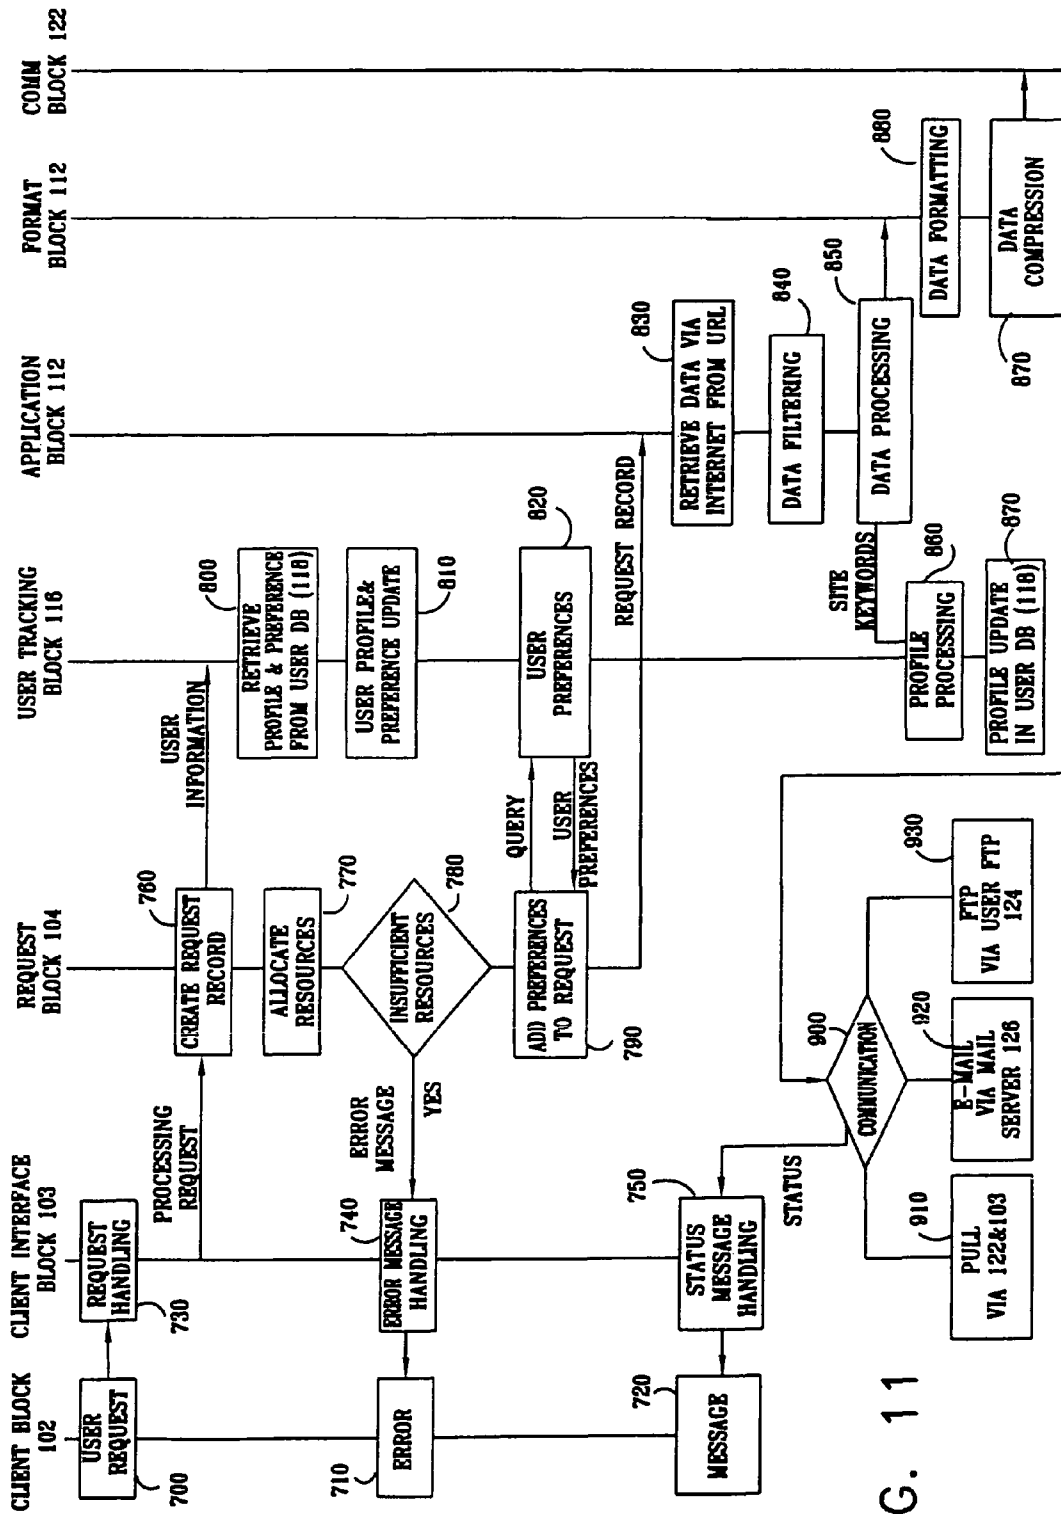 CLIENT BLOCK
102
CLIENT INTERFACE
BLOCK 103
REQUEST
BLOCK 104
USER TRACKING
BLOCK 116
APPLICATION
BLOCK 112
FORMAT
BLOCK 112
COMM
BLOCK 122
USER
REQUEST
700
REQUEST
HANDLING
730
PROCESSING
REQUEST
CREATE REQUEST
RECORD
760
USER
INFORMATION
ALLOCATE
RESOURCES
770
RETRIEVE
PROFILE & PREFERENCE
FROM USER DB (118)
800
USER PROFILE&
PREFERENCE UPDATE
810
INSUFFICIENT
RESOURCES
780
ERROR
MESSAGE
YES
ERROR MESSAGE
HANDLING
740
ERROR
710
ADD PREFERENCES
TO REQUEST
790
QUERY
USER
PREFERENCES
USER
PREFERENCES
820
REQUEST RECORD
RETRIEVE DATA VIA
INTERNET FROM URL
830
DATA FILTERING
840
DATA PROCESSING
850
SITE
KEYWORDS
PROFILE
PROCESSING
860
PROFILE UPDATE
IN USER DB (118)
870
DATA FORMATTING
880
DATA
COMPRESSION
870
MESSAGE
720
STATUS
MESSAGE
HANDLING
750
STATUS
COMMUNICATION
900
PULL
VIA 122&103
910
E-MAIL
VIA MAIL
SERVER 126
920
FTP
VIA USER FTP
124
930
G. 11